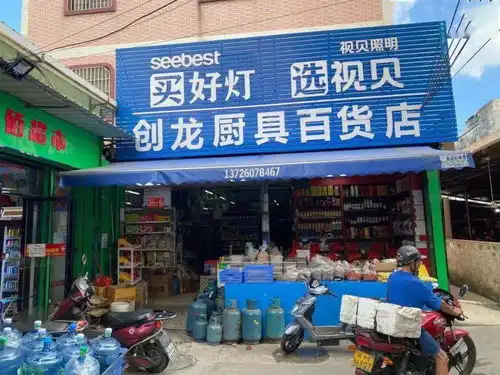 seebest
视贝照明
买好灯 选视贝
创龙厨具百货店
13726078467